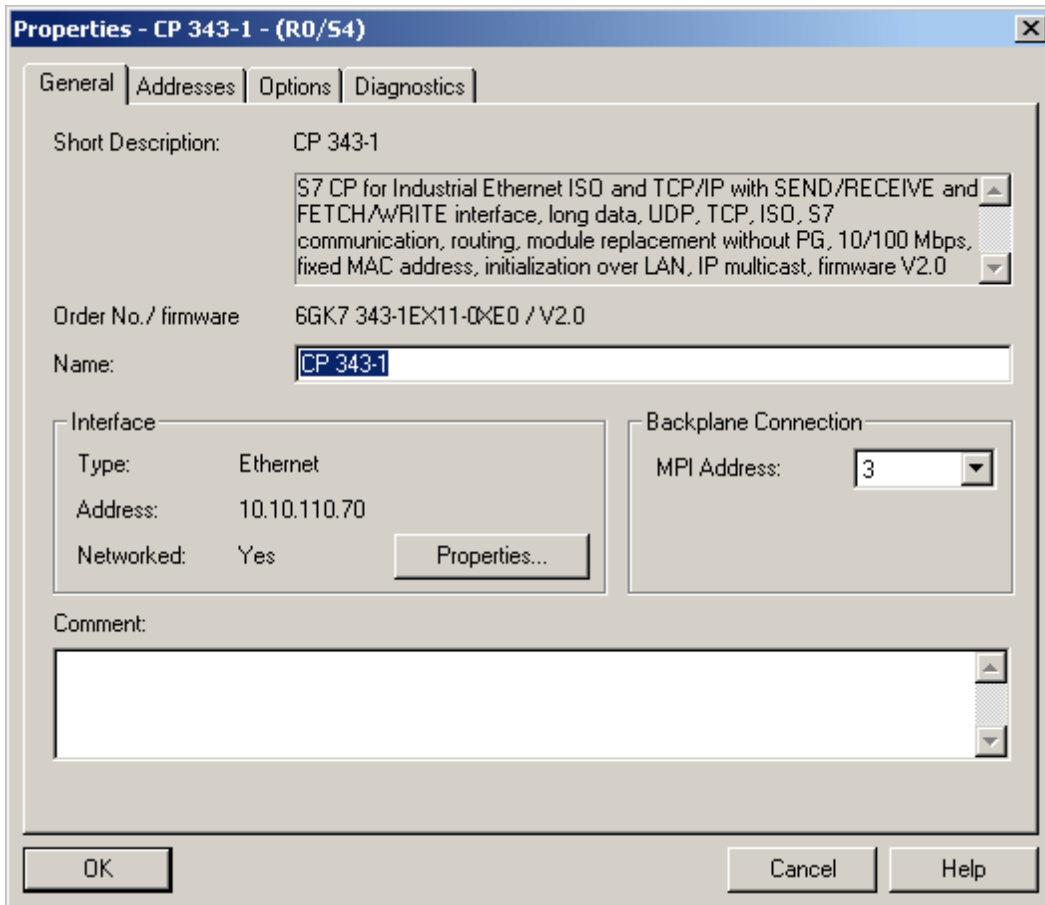 Properties - CP 343-1 - (R0/S4)
General Addresses Options Diagnostics
Short Description: CP 343-1
S7 CP for Industrial Ethernet ISO and TCP/IP with SEND/RECEIVE and
FETCH/WRITE interface, long data, UDP, TCP, ISO, S7
communication, routing, module replacement without PG, 10/100 Mbps,
fixed MAC address, initialization over LAN, IP multicast, firmware V2.0
Order No./ firmware 6GK7 343-1EX11-0XE0 / V2.0
Name: CP 343-1
Interface
Type: Ethernet
Address: 10.10.110.70
Networked: Yes
Properties...
Backplane Connection
MPI Address: 3
Comment:
OK Cancel Help